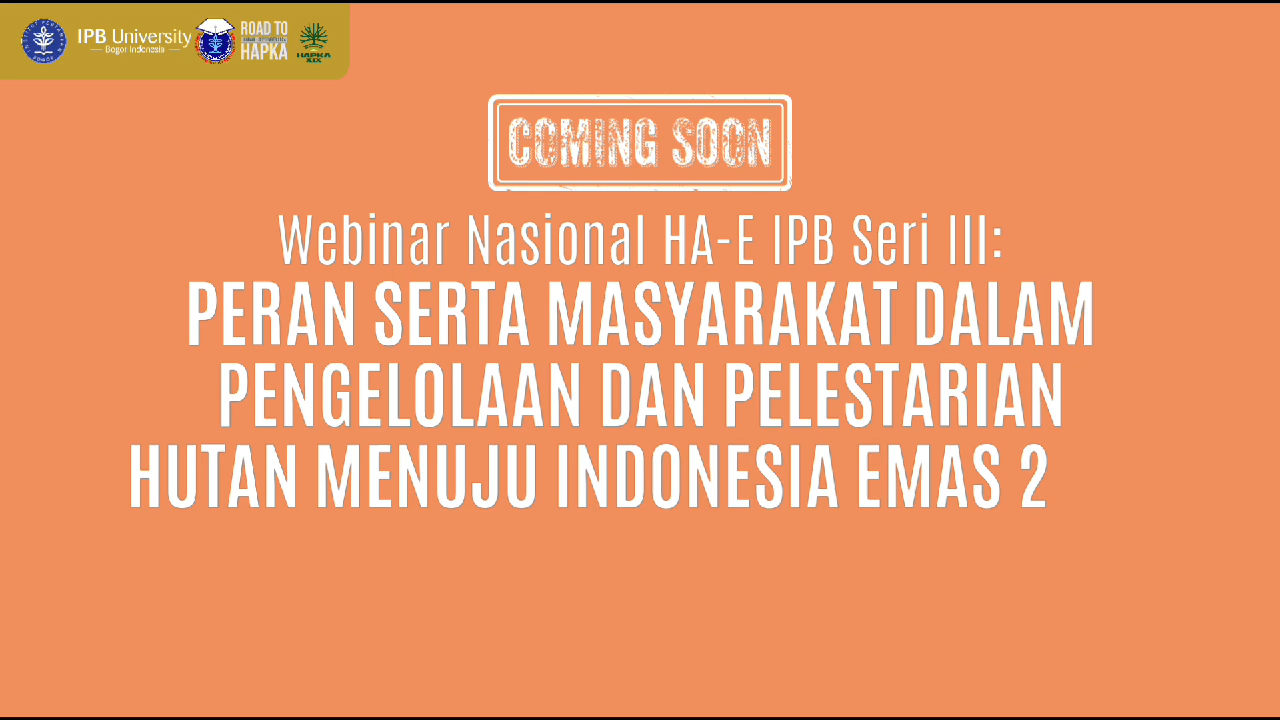 IPB University
Bogor Indonesia
ROAD TO
HAPKA
HAPKA
XIX
COMING SOON
Webinar Nasional HA-E IPB Seri III:
PERAN SERTA MASYARAKAT DALAM
PENGELOLAAN DAN PELESTARIAN
HUTAN MENUJU INDONESIA EMAS 2